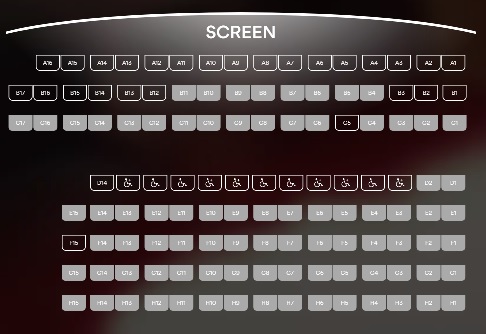 SCREEN
A16 A15 A14 A13 A12 A11 A10 A9 A8 A7 A6 A5 A4 A3 A2 A1
B17 B16 B15 B14 B13 B12 B11 B10 B9 B8 B7 B6 B5 B4 B3 B2 B1
C17 C16 C15 C14 C13 C12 C11 C10 C9 C8 C7 C6 C5 C4 C3 C2 C1
D14 D2 D1
E15 E14 E13 E12 E11 E10 E9 E8 E7 E6 E5 E4 E3 E2 E1
F15 F14 F13 F12 F11 F10 F9 F8 F7 F6 F5 F4 F3 F2 F1
G15 G14 G13 G12 G11 G10 G9 G8 G7 G6 G5 G4 G3 G2 G1
H15 H14 H13 H12 H11 H10 H9 H8 H7 H6 H5 H4 H3 H2 H1